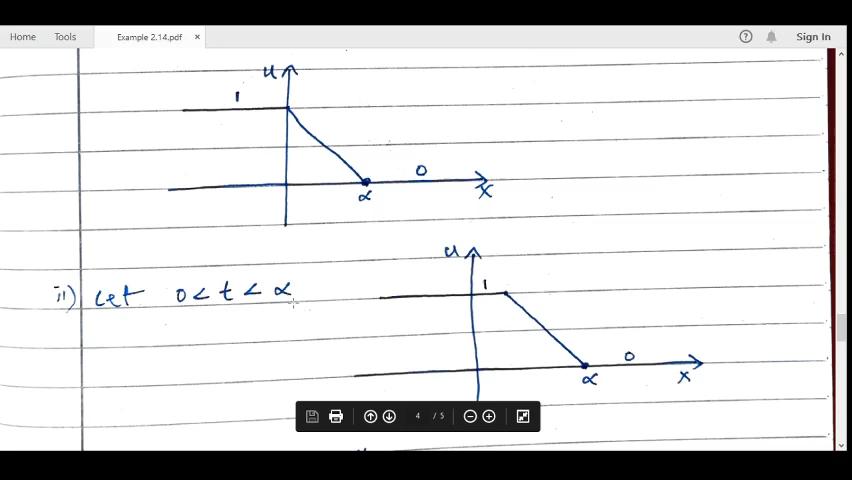 Home Tools Example 2.14.pdf × Sign In
u
1
0
α
x
u
ii) Let 0 < t < α
1
0
α
x
4 / 5